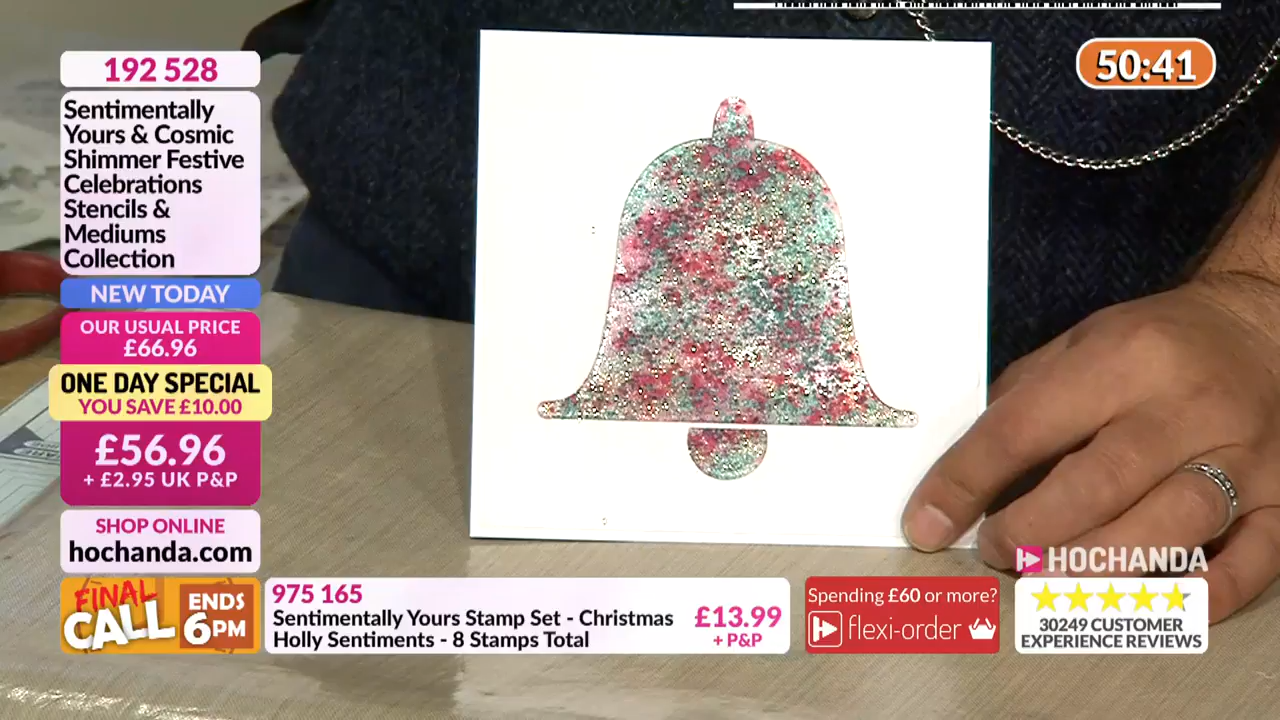 192 528
Sentimentally
Yours & Cosmic
Shimmer Festive
Celebrations
Stencils &
Mediums
Collection
NEW TODAY
OUR USUAL PRICE
£66.96
ONE DAY SPECIAL
YOU SAVE £10.00
£56.96
+ £2.95 UK P&P
SHOP ONLINE
hochanda.com
50:41
FINAL
CALL
ENDS
6PM
975 165
Sentimentally Yours Stamp Set - Christmas
Holly Sentiments - 8 Stamps Total
£13.99
+ P&P
Spending £60 or more?
flexi-order
HOCHANDA
30249 CUSTOMER
EXPERIENCE REVIEWS